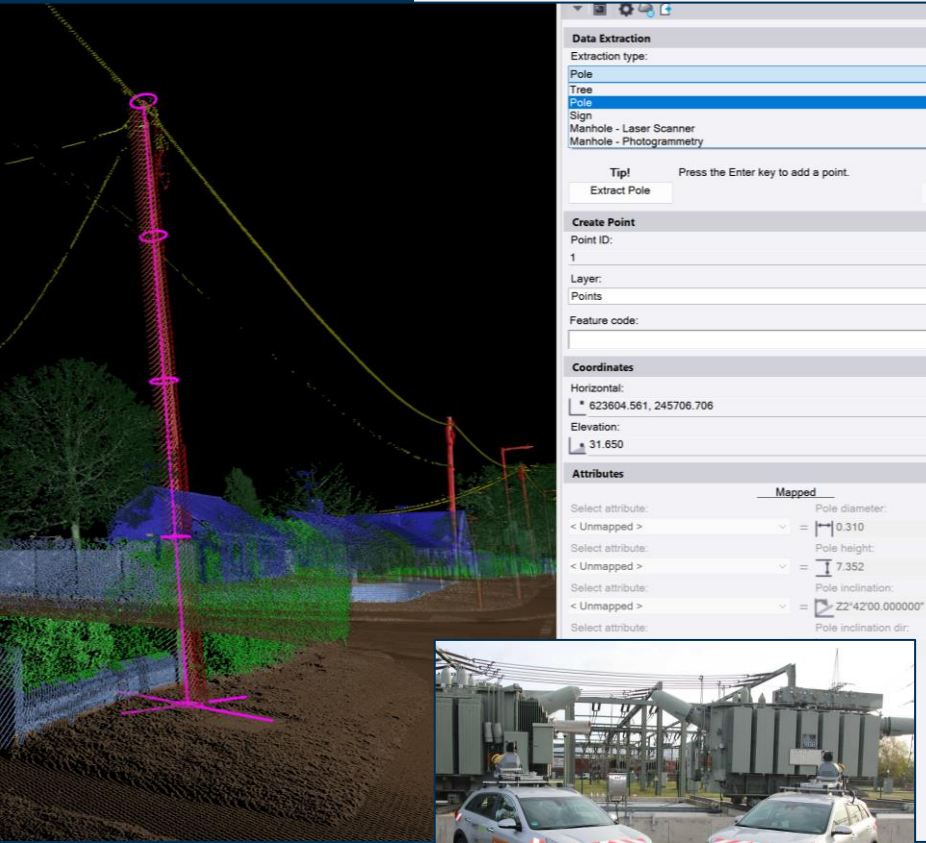 Data Extraction
Extraction type:
Pole
Tree
Pole
Sign
Manhole - Laser Scanner
Manhole - Photogrammetry
Tip! Press the Enter key to add a point.
Extract Pole
Create Point
Point ID:
1
Layer:
Points
Feature code:
Coordinates
Horizontal:
623604.561, 245706.706
Elevation:
31.650
Attributes
Mapped
Select attribute: Pole diameter:
< Unmapped > = 0.310
Select attribute: Pole height:
< Unmapped > = 7.352
Select attribute: Pole inclination:
< Unmapped > = Z2°42'00.000000"
Select attribute: Pole inclination dir: